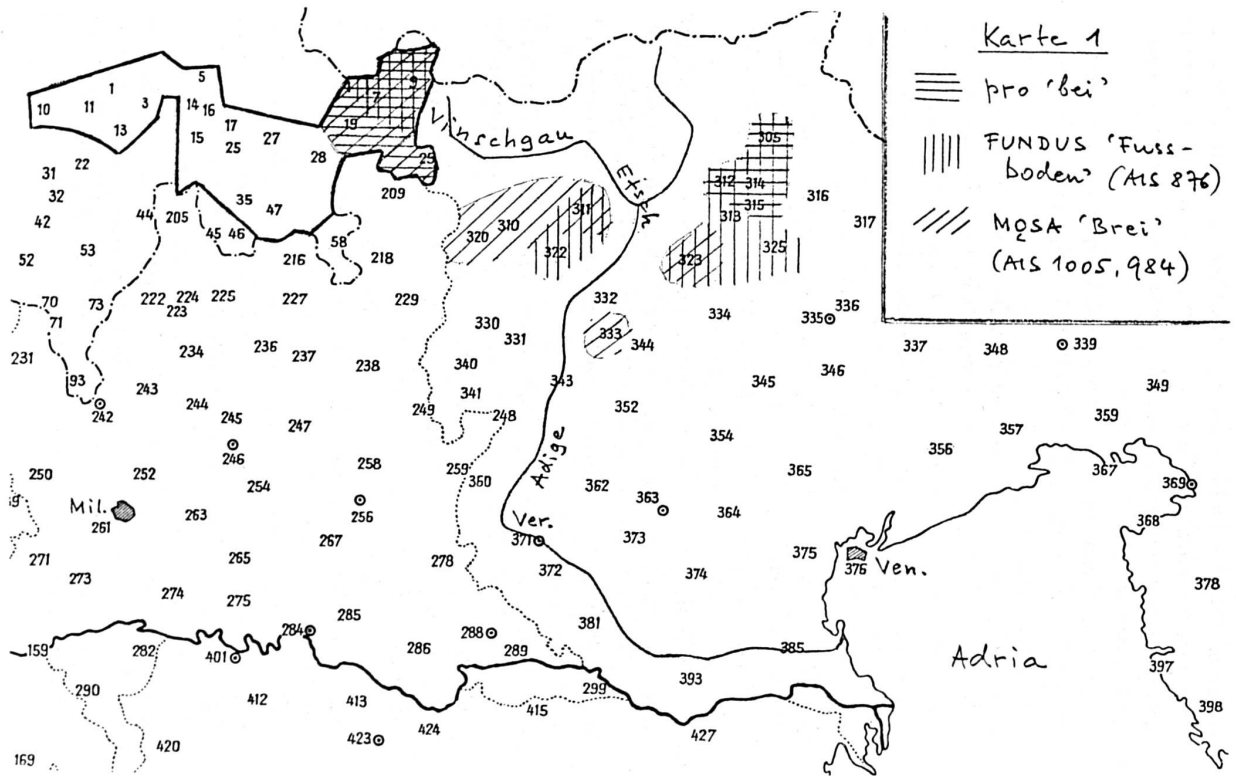 Karte 1
pro 'bei'
FUNDUS 'Fuss-
boden' (AIS 876)
MǪSA 'Brei'
(AIS 1005, 984)
1 5 9
10 11 3 14 16 7
13 15 17 27 19
25 28 25
22 31 32 209
Vinschgau
Etsch
305
312 314 316
313 315 317
42 44 205 35 47
45 46 58
53 52 216 218
320 310 311 322
323 325
70 73 222 224 225 227 229
71 223
332 334 335 336
330 331 333 344
337 348 339
231 234 236 237 238
340 343 345 346 349
93 243 341
242 244 245 247 249 248 352
359
357
246 354 356
250 252 254 258 259 360
362 363 364 365 367 369
Adige
Mil.
261 263 256
267
Ver.
371 373 375 368
376 Ven.
271 273 265 278 372 374 378
274 275 285
284 286 288 289 381 385
Adria
159 282 401 397
290 412 413 299 393 398
415 424 427
169 420 423